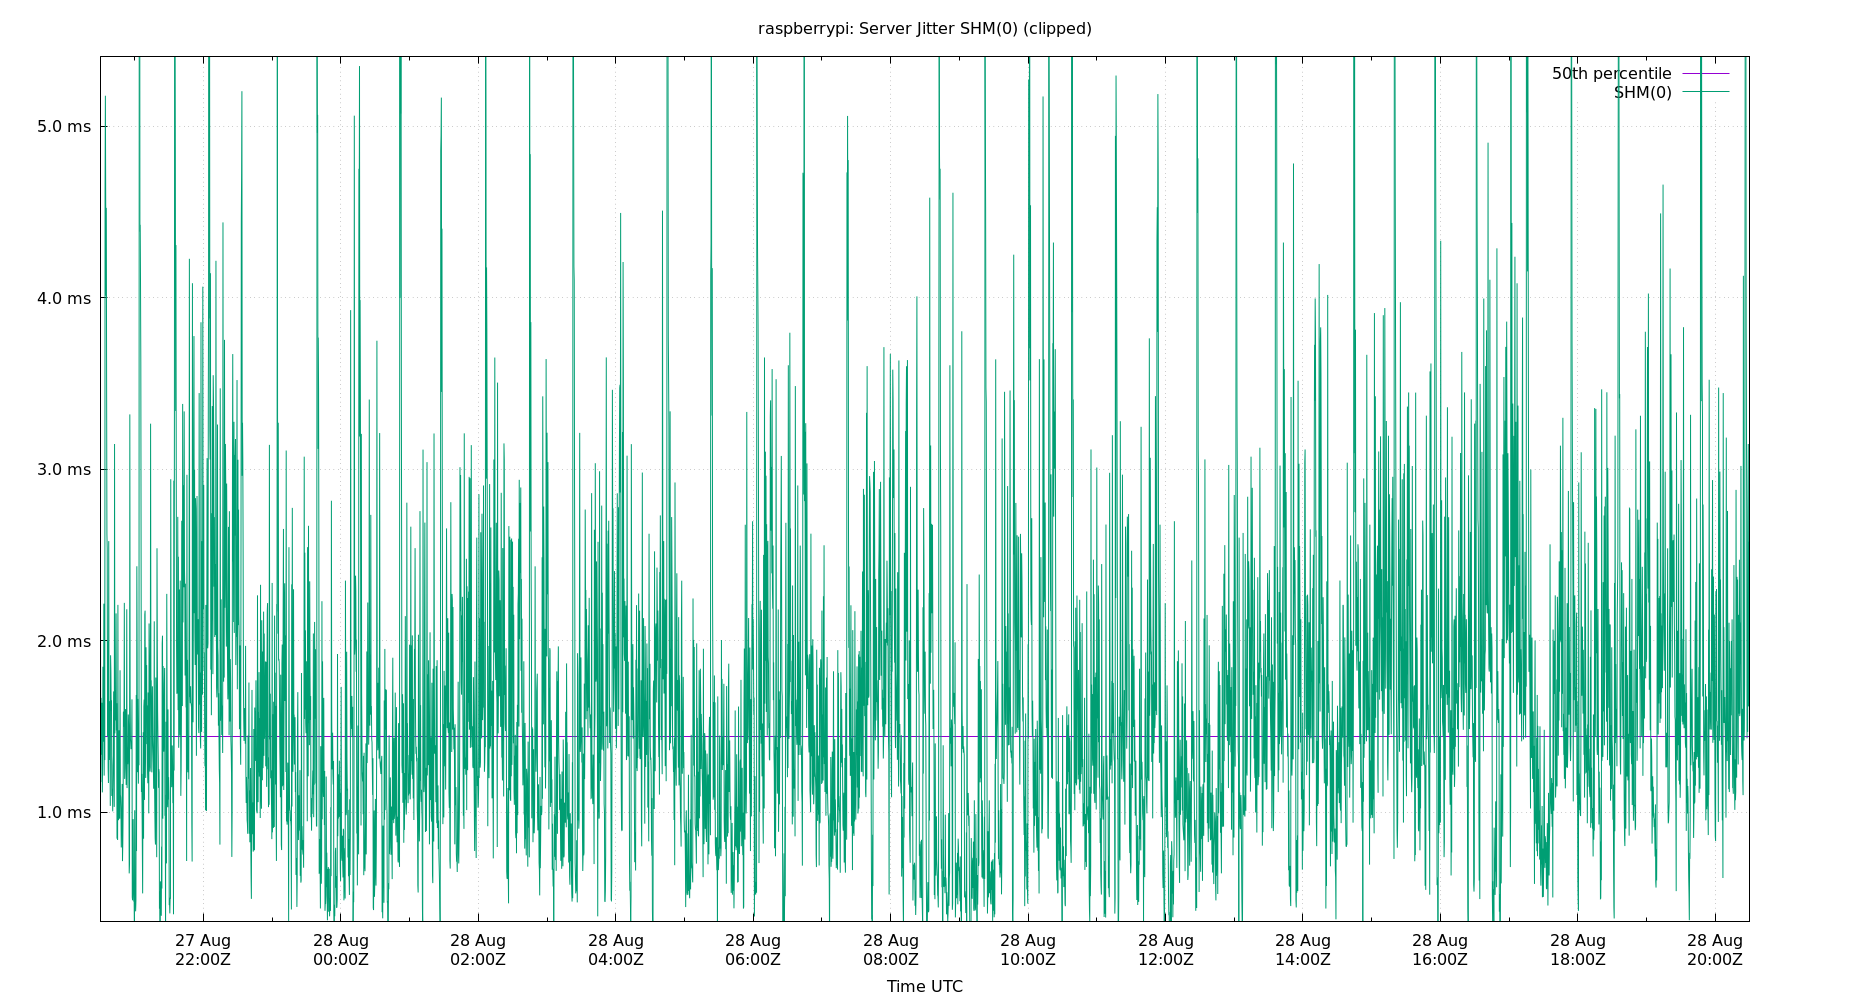 raspberrypi: Server Jitter SHM(0) (clipped)
50th percentile
SHM(0)
5.0 ms
4.0 ms
3.0 ms
2.0 ms
1.0 ms
27 Aug 28 Aug 28 Aug 28 Aug 28 Aug 28 Aug 28 Aug 28 Aug 28 Aug 28 Aug 28 Aug 28 Aug
22:00Z 00:00Z 02:00Z 04:00Z 06:00Z 08:00Z 10:00Z 12:00Z 14:00Z 16:00Z 18:00Z 20:00Z
Time UTC